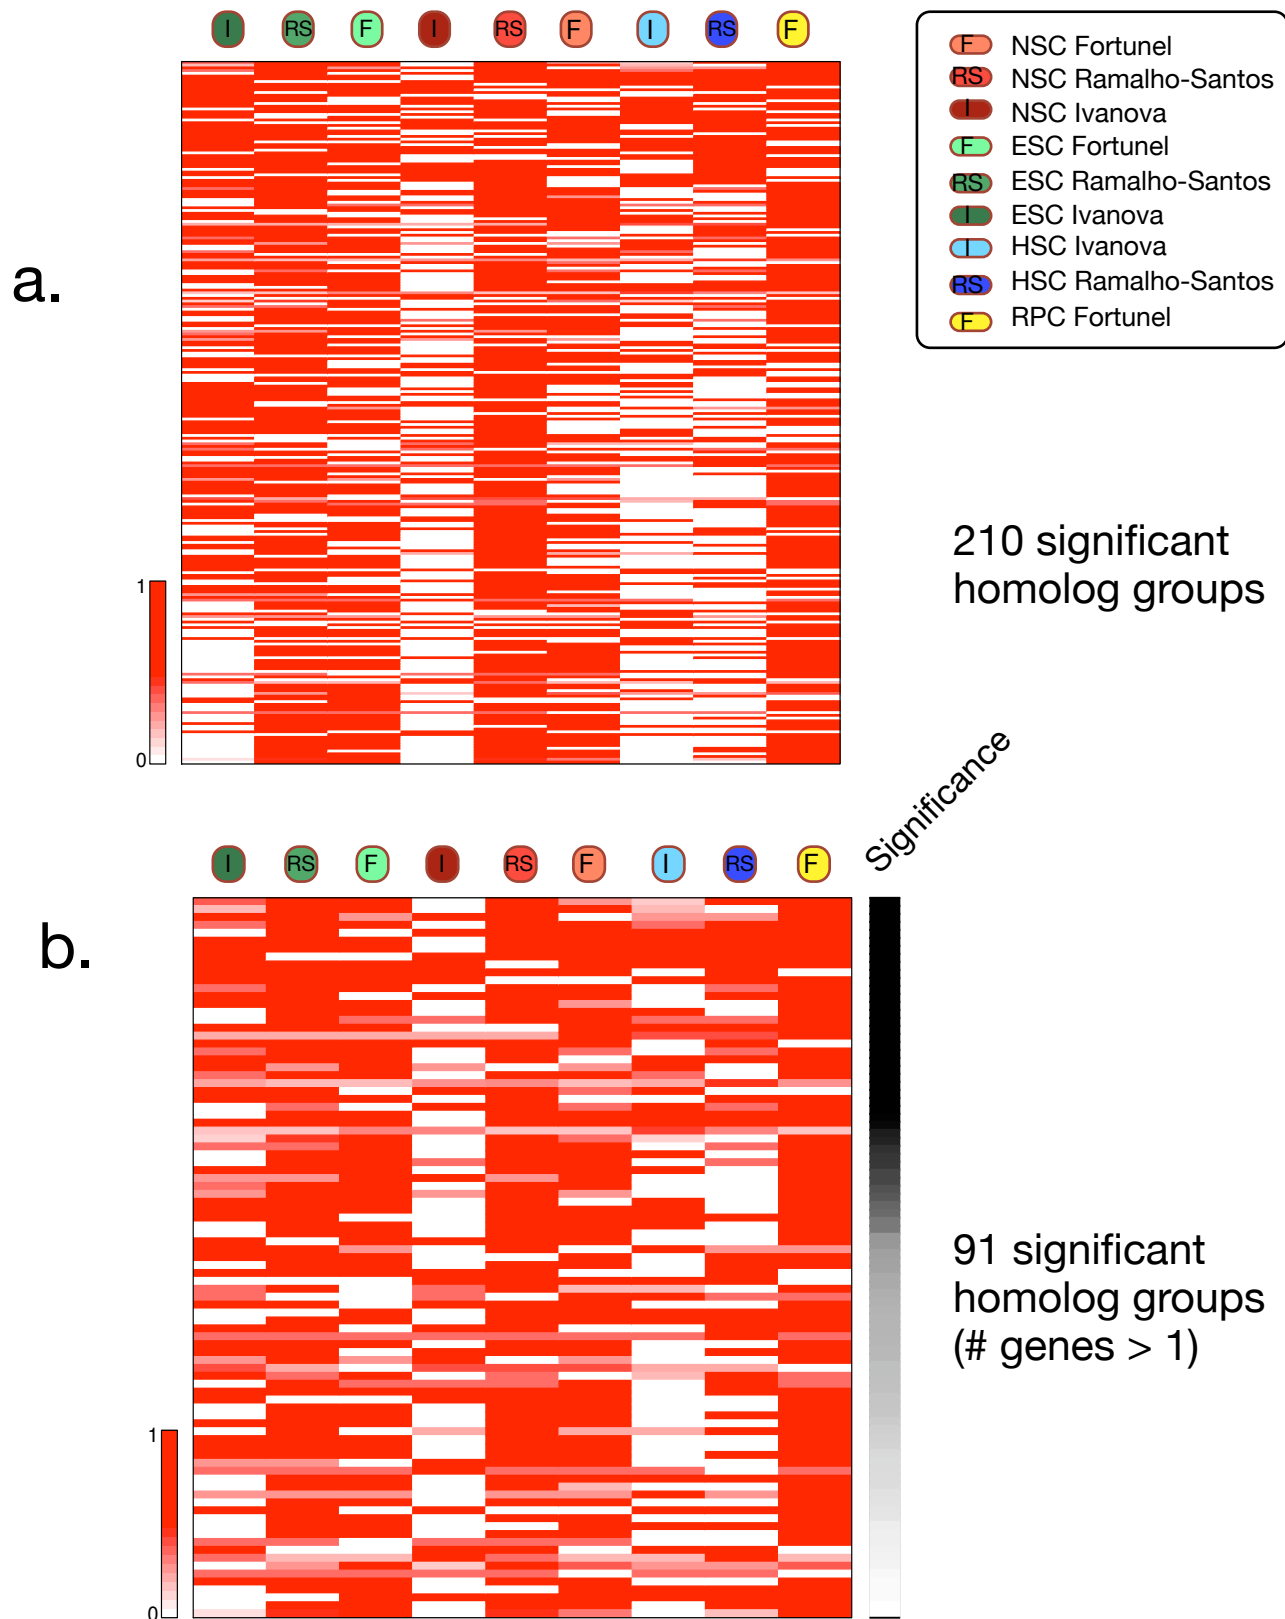 I RS F I RS F I RS F
F NSC Fortunel
RS NSC Ramalho-Santos
I NSC Ivanova
F ESC Fortunel
RS ESC Ramalho-Santos
I ESC Ivanova
I HSC Ivanova
RS HSC Ramalho-Santos
F RPC Fortunel
a.
210 significant
homolog groups
1
0
Significance
I RS F I RS F I RS F
b.
91 significant
homolog groups
(# genes > 1)
1
0